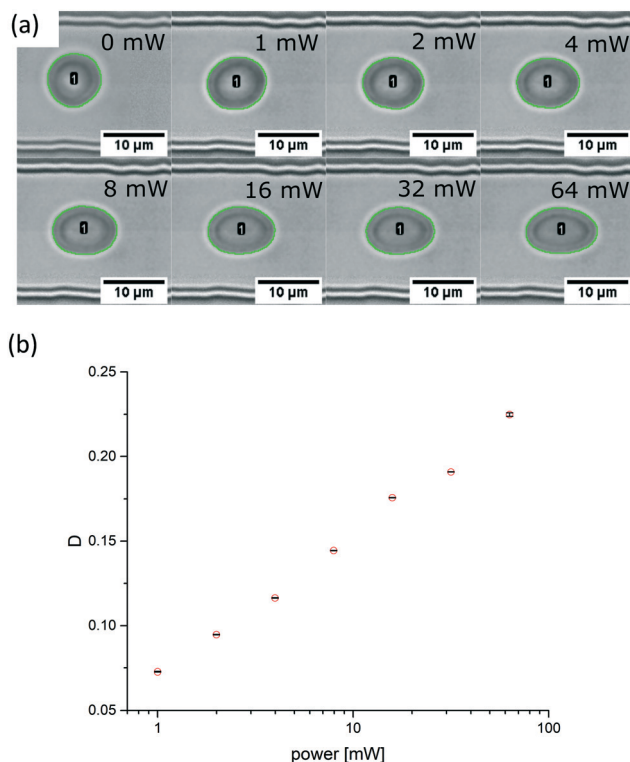 (a)
0 mW 1 mW 2 mW 4 mW
1 1 1 1
10 µm 10 µm 10 µm 10 µm
8 mW 16 mW 32 mW 64 mW
1 1 1 1
10 µm 10 µm 10 µm 10 µm
(b)
0.25
0.20
0.15
0.10
0.05
D
1 10 100
power [mW]